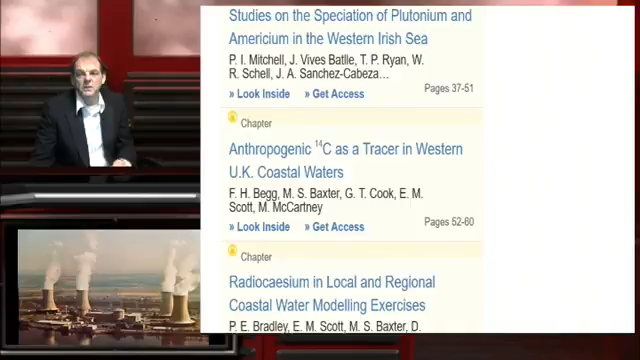 Studies on the Speciation of Plutonium and
Americium in the Western Irish Sea
P. I. Mitchell, J. Vives Batlle, T. P. Ryan, W.
R. Schell, J. A. Sanchez-Cabeza…
Pages 37-51
» Look Inside » Get Access
Chapter
Anthropogenic ¹⁴C as a Tracer in Western
U.K. Coastal Waters
F. H. Begg, M. S. Baxter, G. T. Cook, E. M.
Scott, M. McCartney
Pages 52-60
» Look Inside » Get Access
Chapter
Radiocaesium in Local and Regional
Coastal Water Modelling Exercises
P. E. Bradley, E. M. Scott, M. S. Baxter, D.